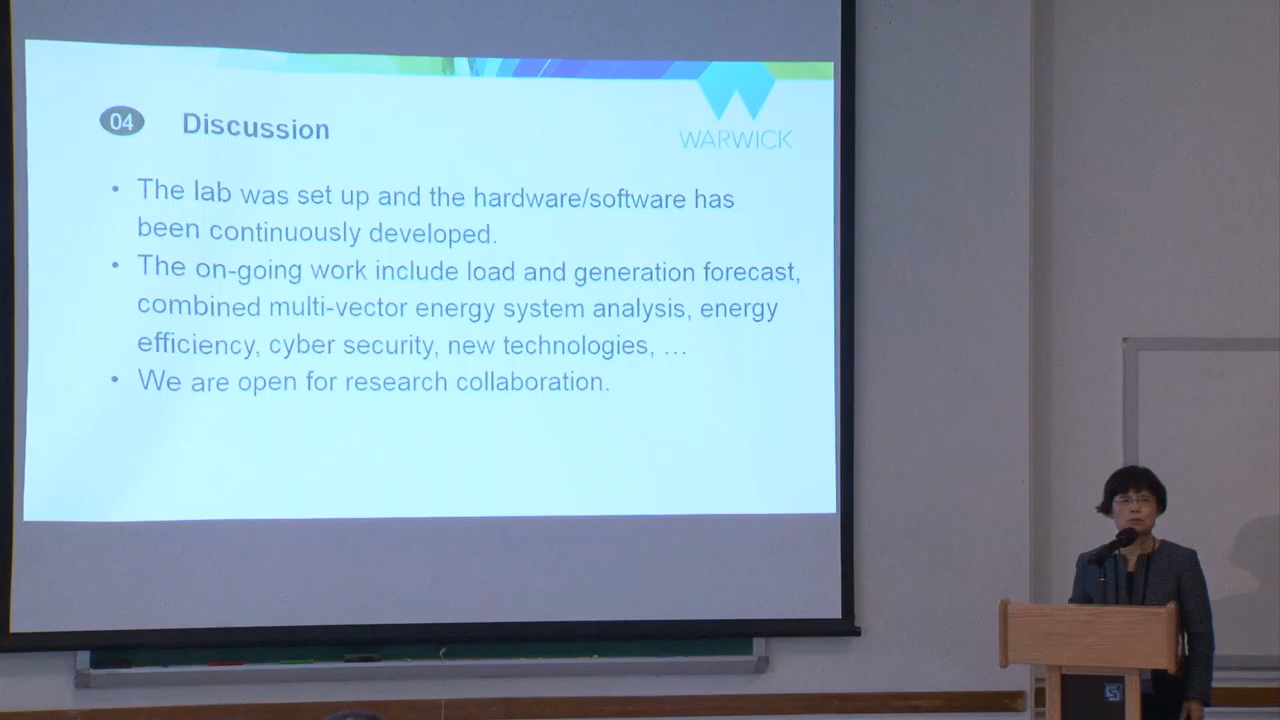 04 Discussion
WARWICK
• The lab was set up and the hardware/software has
been continuously developed.
• The on-going work include load and generation forecast,
combined multi-vector energy system analysis, energy
efficiency, cyber security, new technologies, …
• We are open for research collaboration.